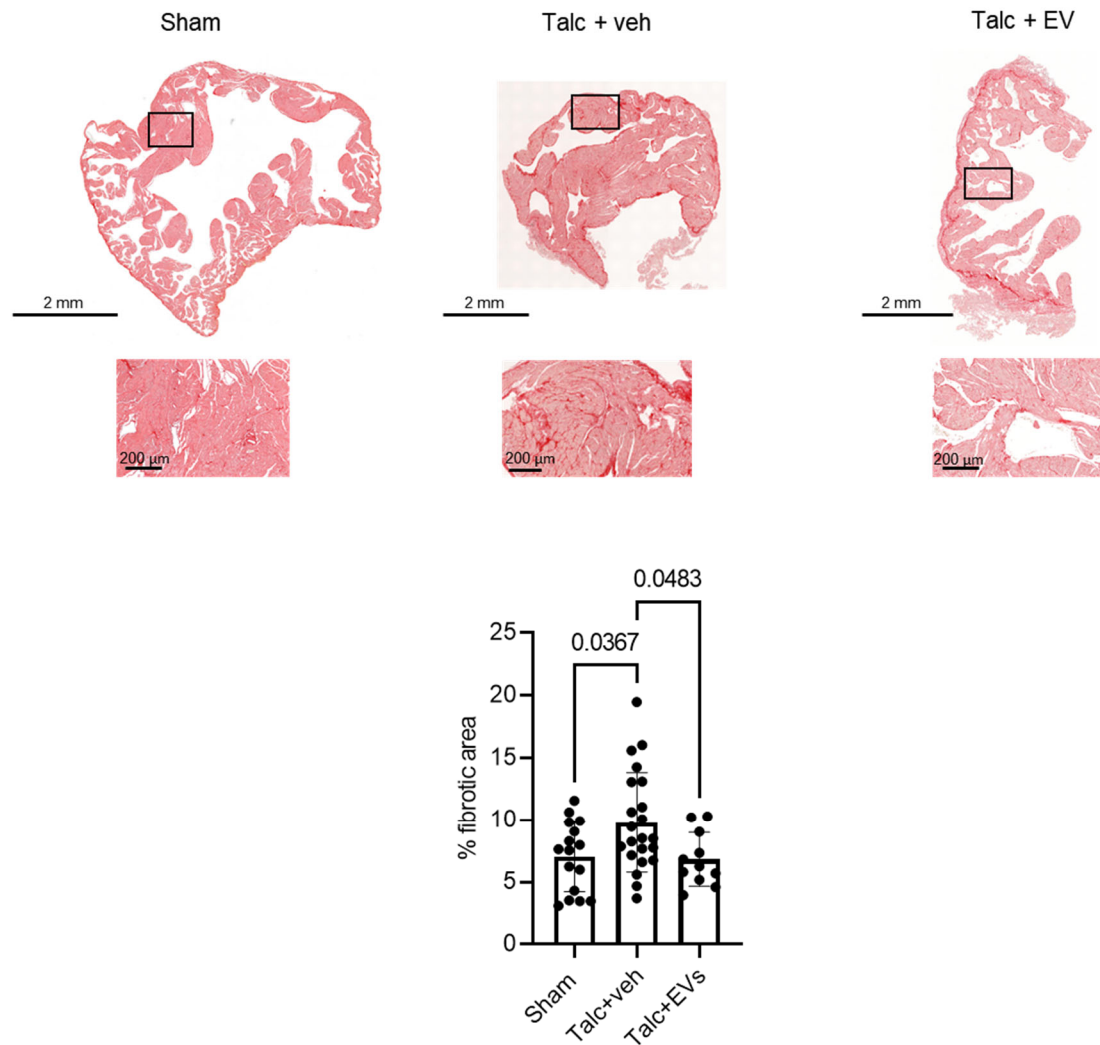 Sham
Talc + veh
Talc + EV
2 mm
2 mm
2 mm
200 µm
200 µm
200 µm
0.0483
0.0367
25
20
15
10
5
0
% fibrotic area
Sham
Talc+veh
Talc+EVs